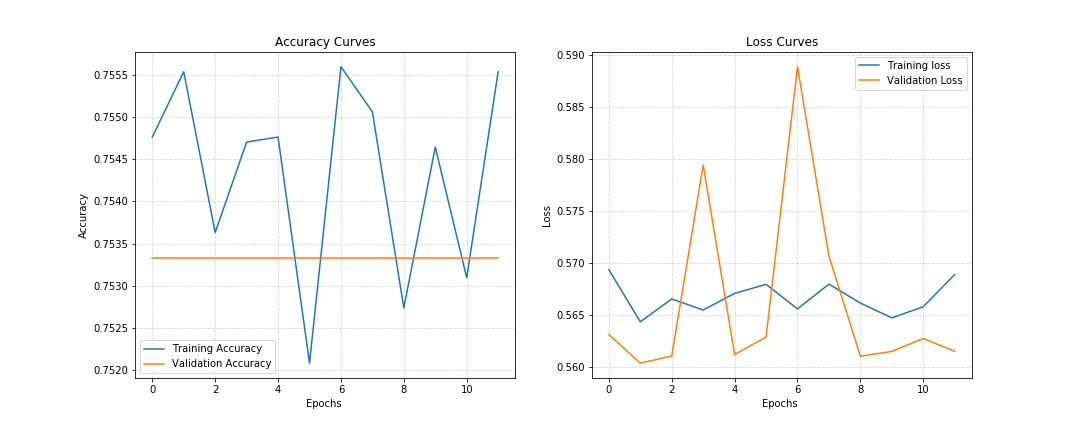 Accuracy Curves
0.7555
0.7550
0.7545
0.7540
0.7535
0.7530
0.7525
0.7520
Accuracy
Training Accuracy
Validation Accuracy
0 2 4 6 8 10
Epochs
Loss Curves
0.590
0.585
0.580
0.575
0.570
0.565
0.560
Loss
Training loss
Validation Loss
0 2 4 6 8 10
Epochs